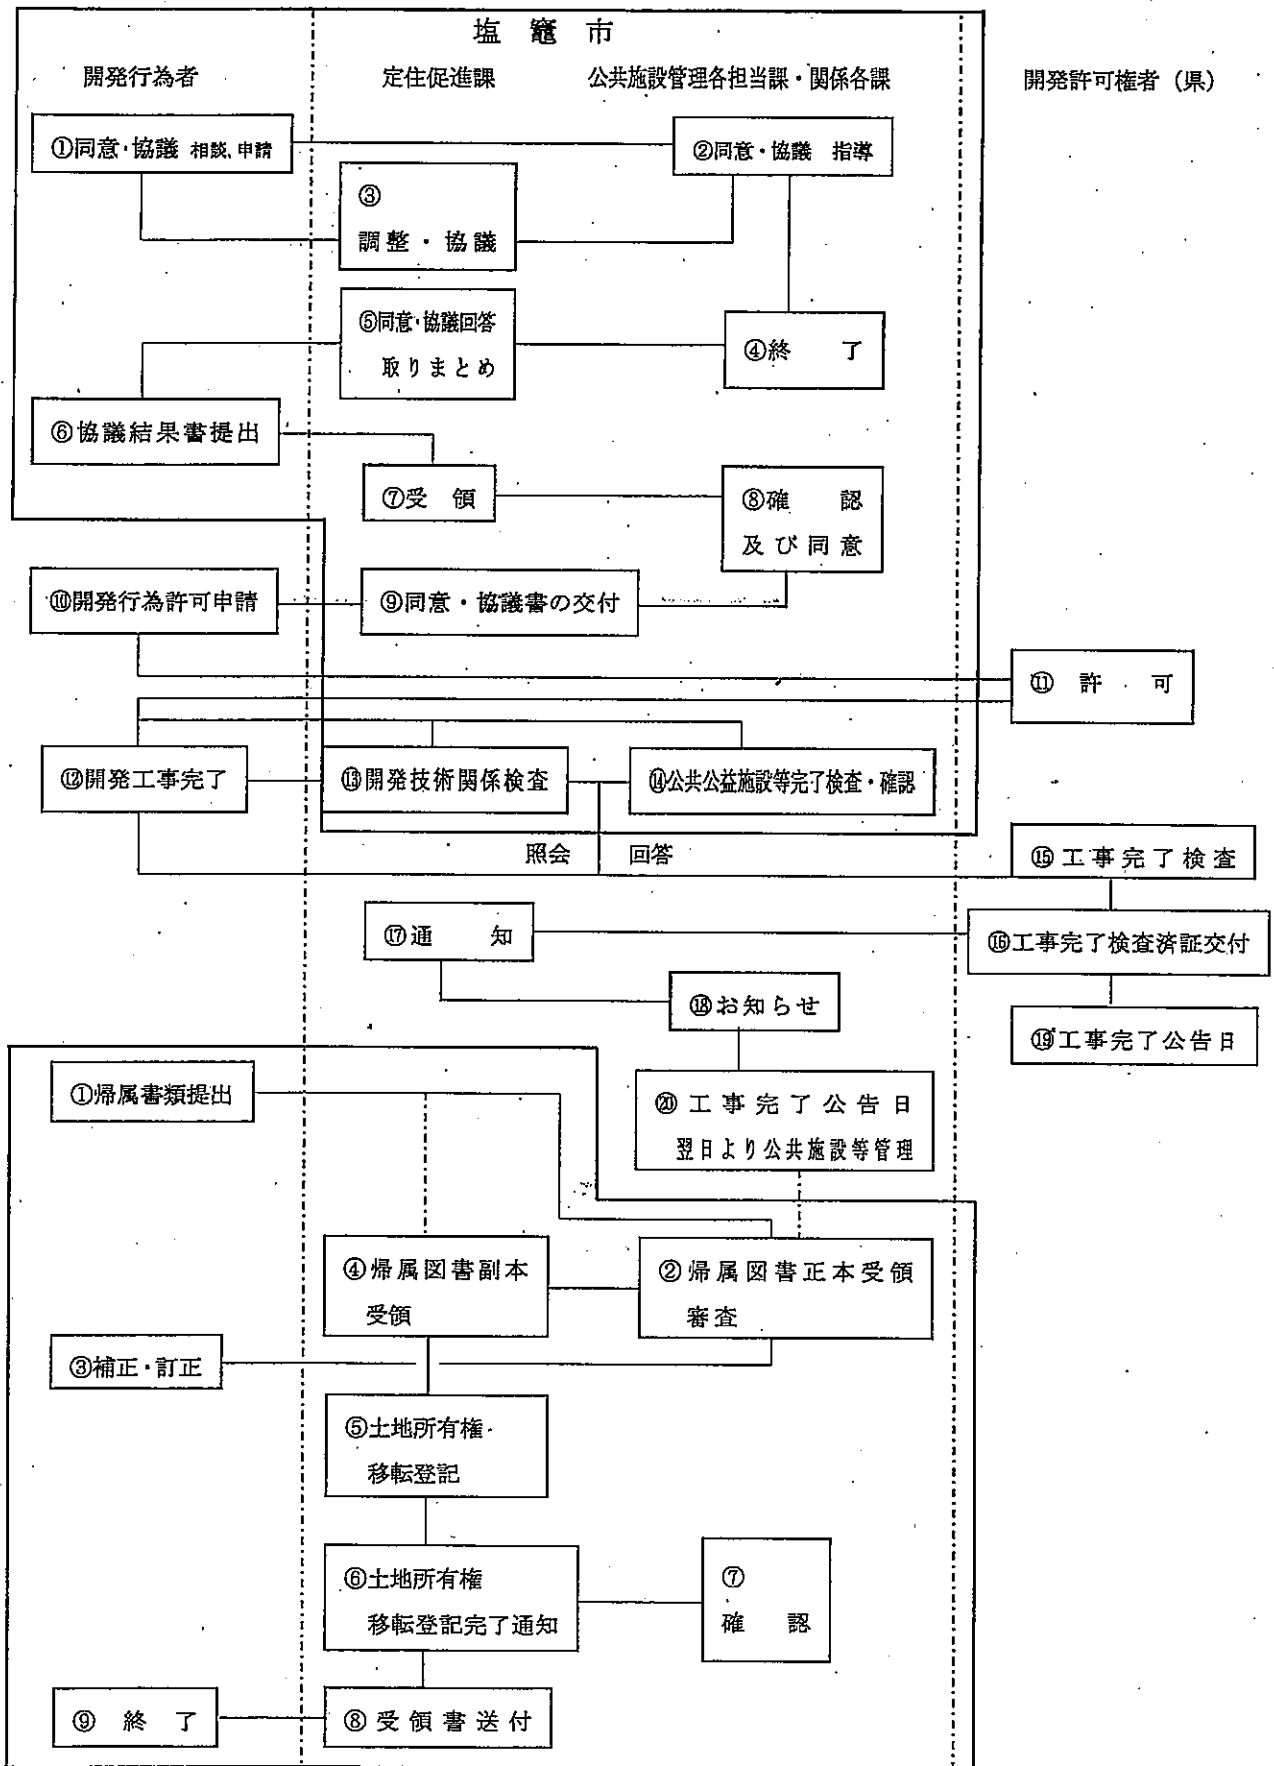 塩竈市
開発行為者
定住促進課
公共施設管理各担当課・関係各課
開発許可権者（県）
①同意・協議 相談、申請
②同意・協議 指導
③
調整・協議
⑤同意・協議回答
取りまとめ
④終 了
⑥協議結果書提出
⑦受 領
⑧確 認
及び同意
⑩開発行為許可申請
⑨同意・協議書の交付
⑪ 許 可
⑫開発工事完了
⑬開発技術関係検査
⑭公共公益施設等完了検査・確認
照会 回答
⑮工事完了検査
⑰通 知
⑯工事完了検査済証交付
⑱お知らせ
⑲工事完了公告日
①帰属書類提出
⑳工事完了公告日
翌日より公共施設等管理
④帰属図書副本
受領
②帰属図書正本受領
審査
③補正・訂正
⑤土地所有権
移転登記
⑥土地所有権
移転登記完了通知
⑦
確 認
⑨ 終 了
⑧受領書送付